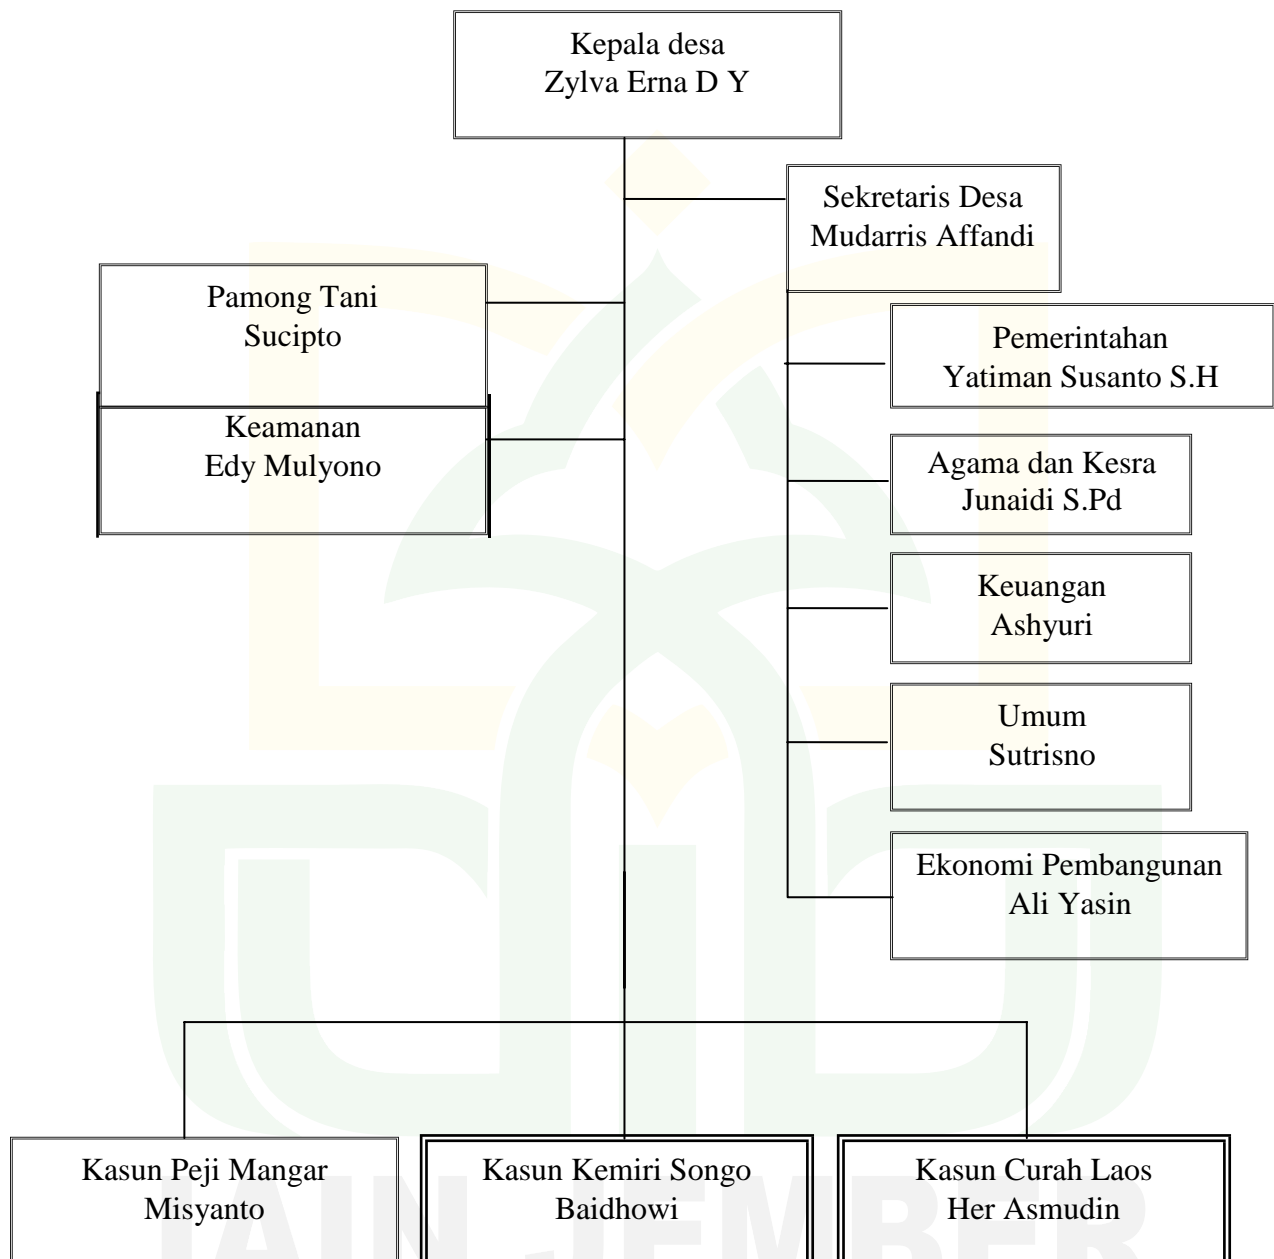 Kepala desa
Zylva Erna D Y
Sekretaris Desa
Mudarris Affandi
Pamong Tani
Sucipto
Pemerintahan
Yatiman Susanto S.H
Keamanan
Edy Mulyono
Agama dan Kesra
Junaidi S.Pd
Keuangan
Ashyuri
Umum
Sutrisno
Ekonomi Pembangunan
Ali Yasin
Kasun Peji Mangar
Misyanto
Kasun Kemiri Songo
Baidhowi
Kasun Curah Laos
Her Asmudin
IAIN JEMBER